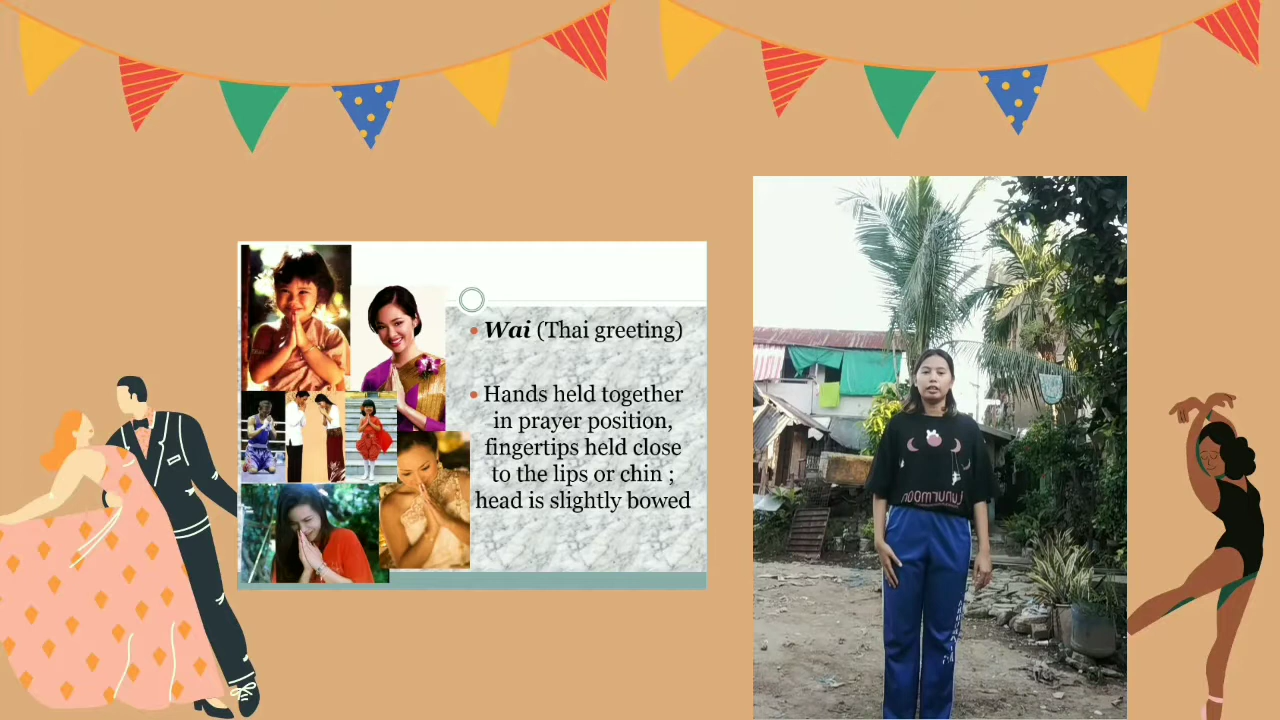 • Wai (Thai greeting)
• Hands held together
in prayer position,
fingertips held close
to the lips or chin ;
head is slightly bowed